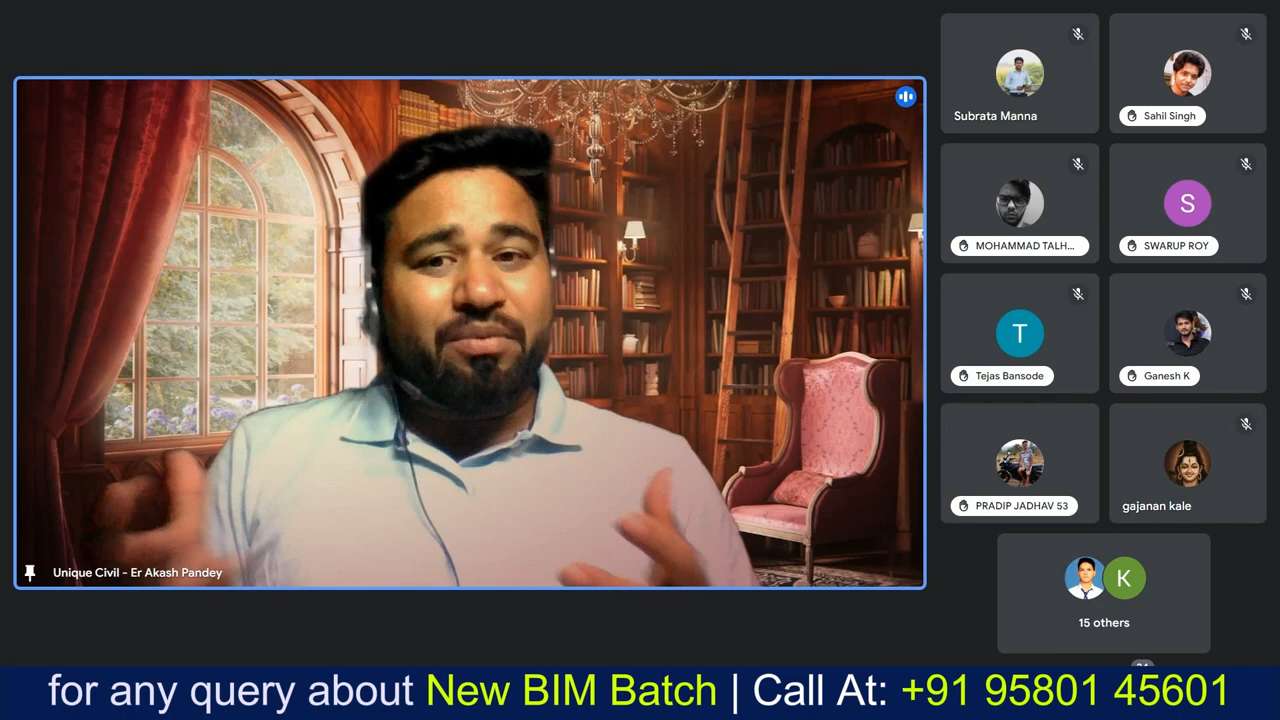 Subrata Manna
Sahil Singh
MOHAMMAD TALH...
S
SWARUP ROY
T
Tejas Bansode
Ganesh K
PRADIP JADHAV 53
gajanan kale
K
15 others
Unique Civil - Er Akash Pandey
for any query about New BIM Batch | Call At: +91 95801 45601